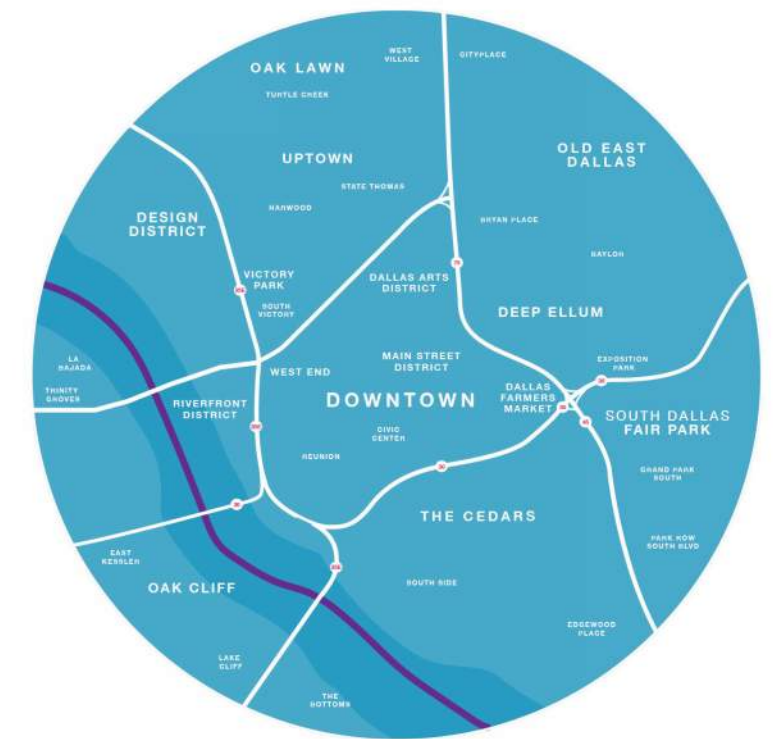 WEST
VILLAGE
CITYPLACE
OAK LAWN
TURTLE CREEK
OLD EAST
DALLAS
UPTOWN
STATE THOMAS
HARWOOD
DESIGN
DISTRICT
BRYAN PLACE
BAYLOR
VICTORY
PARK
DALLAS ARTS
DISTRICT
SOUTH
VICTORY
DEEP ELLUM
LA
BAJADA
WEST END
MAIN STREET
DISTRICT
EXPOSITION
PARK
TRINITY
GROVES
RIVERFRONT
DISTRICT
DOWNTOWN
DALLAS
FARMERS
MARKET
SOUTH DALLAS
FAIR PARK
CIVIC
CENTER
REUNION
30
GRAND PARK
SOUTH
THE CEDARS
PARK ROW
SOUTH BLVD
EAST
KESSLER
OAK CLIFF
SOUTH SIDE
EDGEWOOD
PLACE
LAKE
CLIFF
THE
BOTTOMS